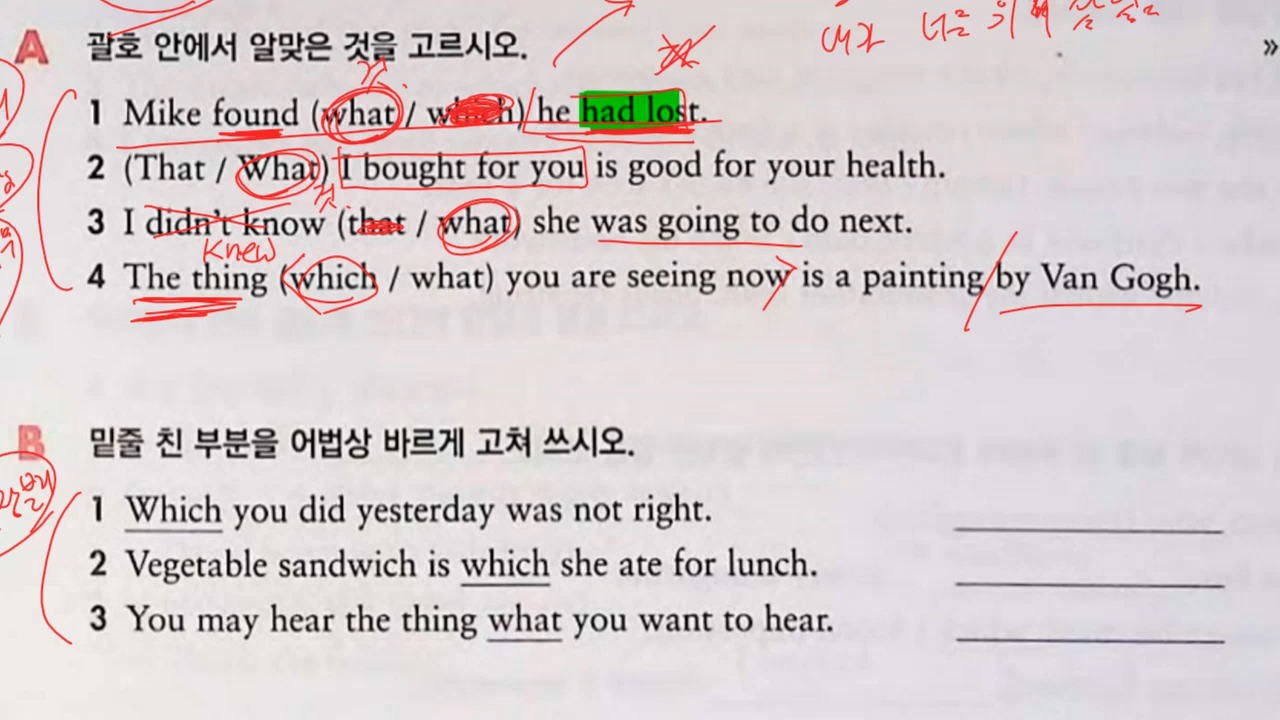 내가 너를 위해
A 괄호 안에서 알맞은 것을 고르시오. »
1 Mike found (what / which) he had lost.
2 (That / What) I bought for you is good for your health.
3 I didn't know (that / what) she was going to do next.
knew
4 The thing (which / what) you are seeing now is a painting by Van Gogh.
B 밑줄 친 부분을 어법상 바르게 고쳐 쓰시오.
1 Which you did yesterday was not right.
2 Vegetable sandwich is which she ate for lunch.
3 You may hear the thing what you want to hear.